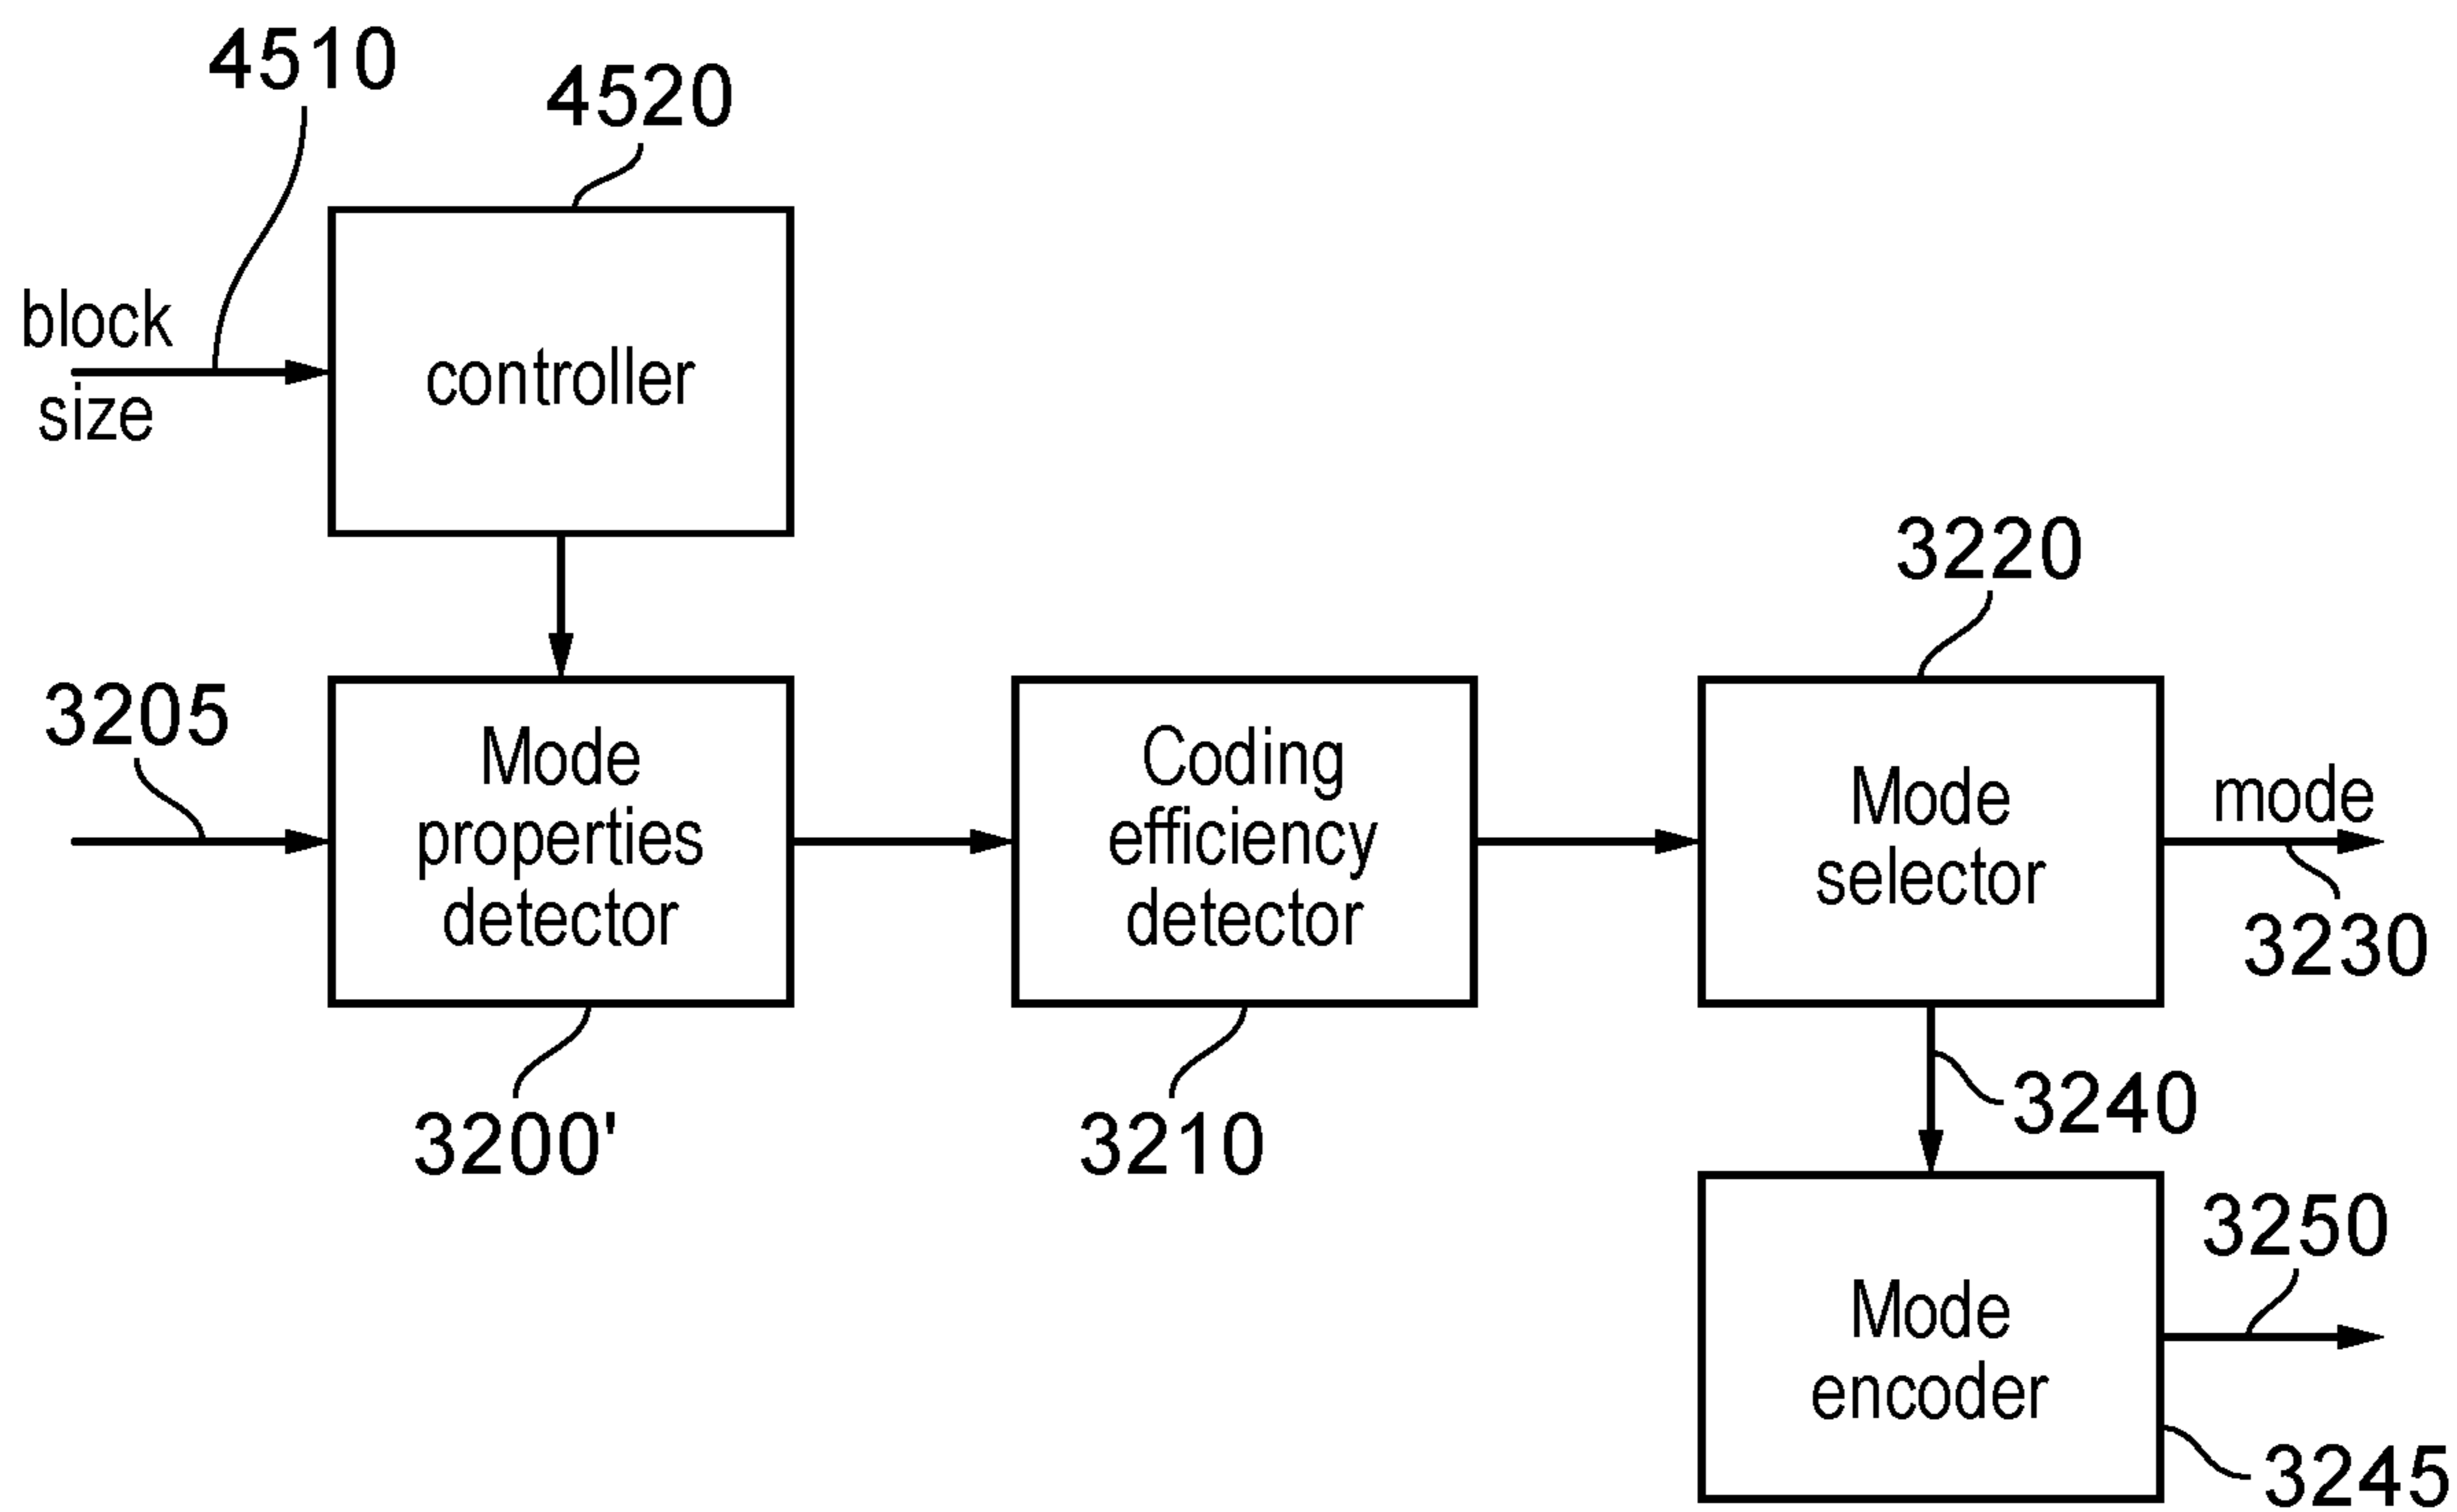 4510
4520
block
size
controller
3220
3205
Mode
properties
detector
Coding
efficiency
detector
Mode
selector
mode
3230
3200'
3210
3240
3250
Mode
encoder
3245